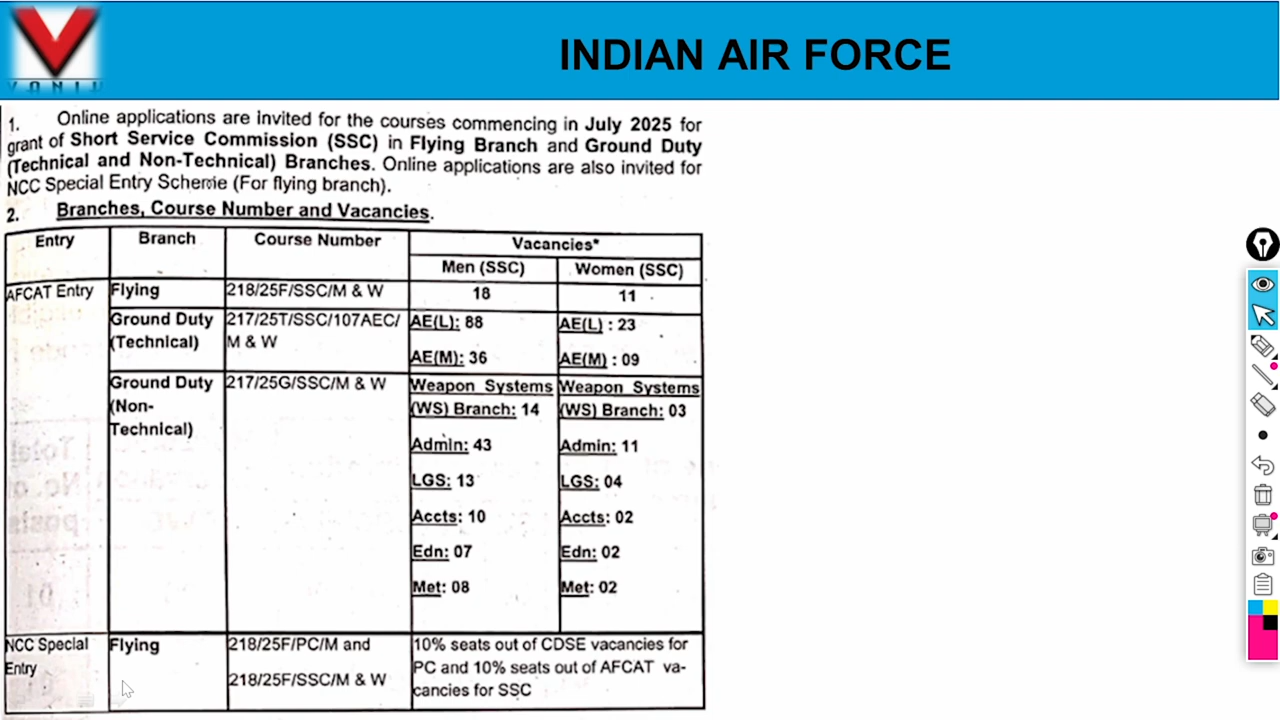 VONIJ
INDIAN AIR FORCE
1. Online applications are invited for the courses commencing in July 2025 for
grant of Short Service Commission (SSC) in Flying Branch and Ground Duty
(Technical and Non-Technical) Branches. Online applications are also invited for
NCC Special Entry Scheme (For flying branch).
2. Branches, Course Number and Vacancies.
Entry Branch Course Number Vacancies*
Men (SSC) Women (SSC)
AFCAT Entry Flying 218/25F/SSC/M & W 18 11
Ground Duty 217/25T/SSC/107AEC/ AE(L): 88 AE(L) : 23
(Technical) M & W
AE(M): 36 AE(M) : 09
Ground Duty 217/25G/SSC/M & W Weapon Systems Weapon Systems
(Non- (WS) Branch: 14 (WS) Branch: 03
Technical)
Admin: 43 Admin: 11
LGS: 13 LGS: 04
Accts: 10 Accts: 02
Edn: 07 Edn: 02
Met: 08 Met: 02
NCC Special Flying 218/25F/PC/M and 10% seats out of CDSE vacancies for
Entry PC and 10% seats out of AFCAT va-
218/25F/SSC/M & W cancies for SSC